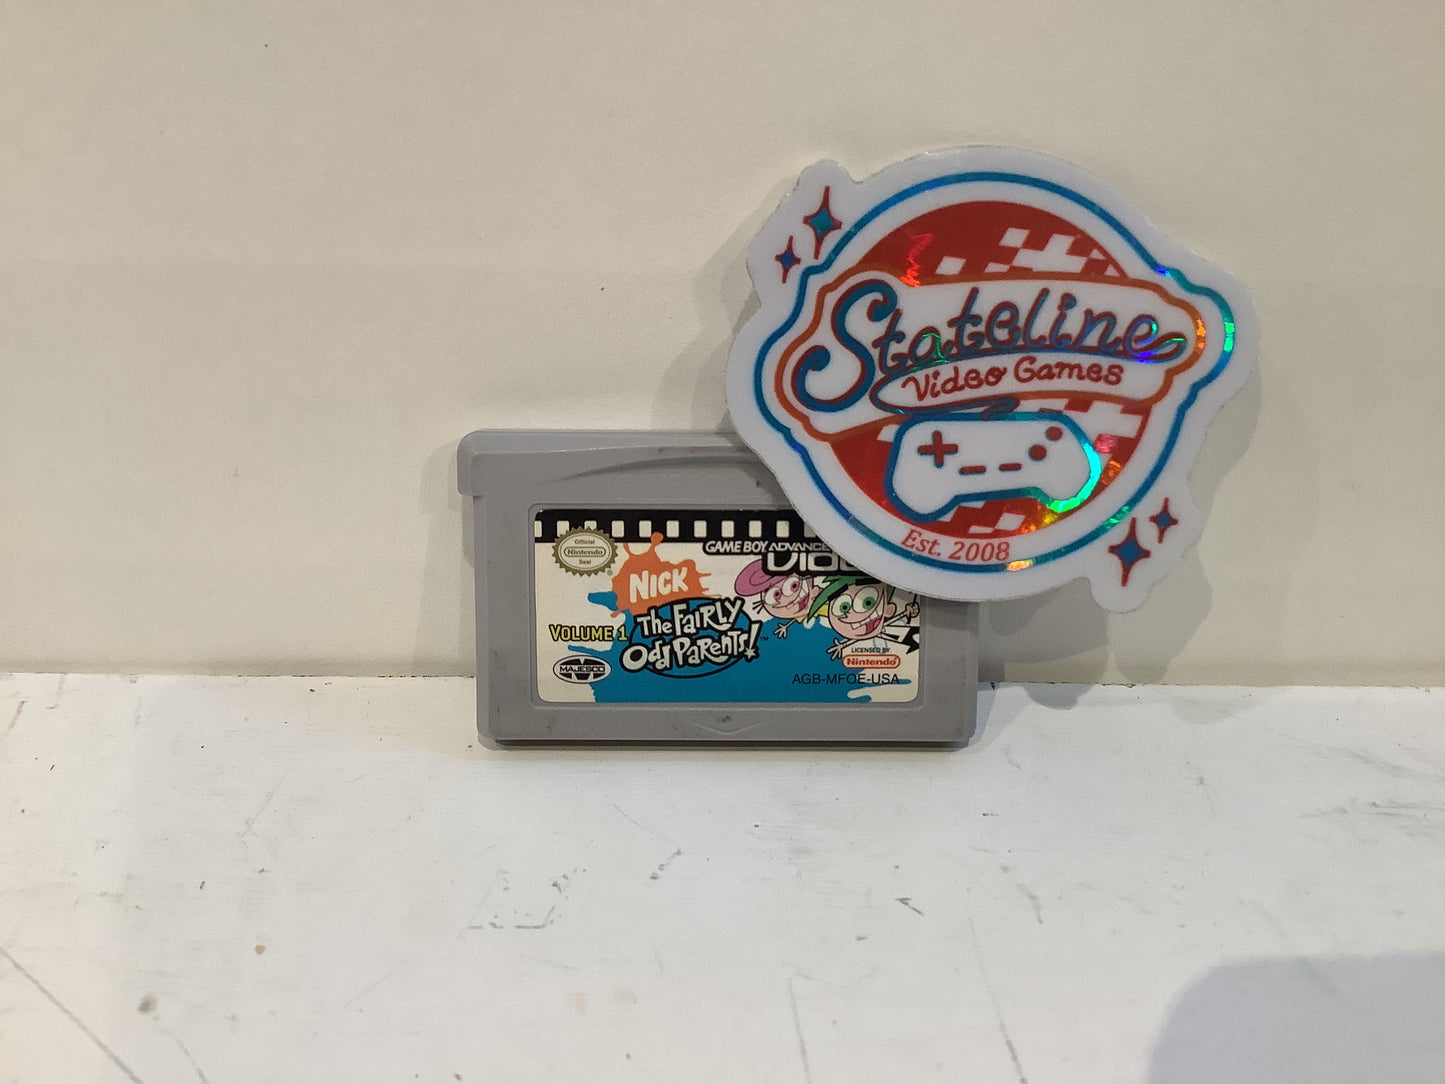 Stateline
Video Games
Est. 2008
Official
Nintendo
Seal
GAME BOY ADVANCE
NICK
VOLUME 1
The FAIRLY
Odd PARENTS!
TM
MAJESCO
LICENSED BY
Nintendo
AGB-MFOE-USA